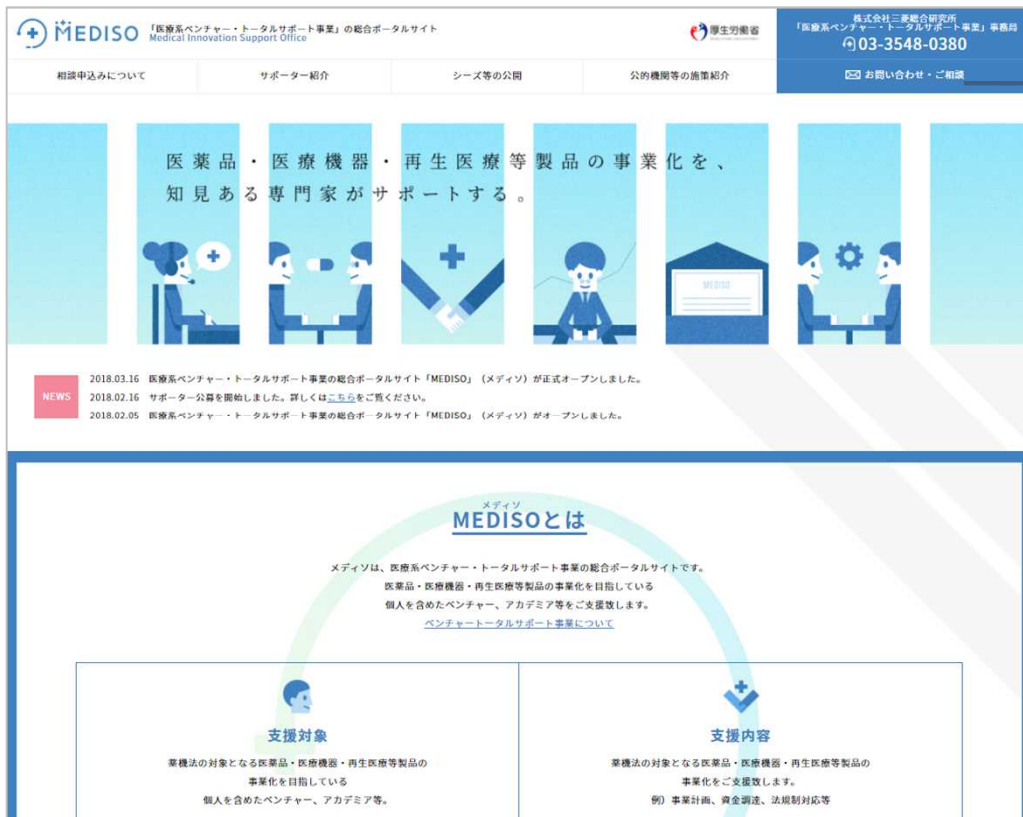 MEDISO
「医療系ベンチャー・トータルサポート事業」の総合ポータルサイト
Medical Innovation Support Office
厚生労働省
株式会社三菱総合研究所
「医療系ベンチャー・トータルサポート事業」事務局
03-3548-0380
相談申込みについて
サポーター紹介
シーズ等の公開
公的機関等の施策紹介
お問い合わせ・ご相談
医薬品・医療機器・再生医療等製品の事業化を、
知見ある専門家がサポートする。
MEDISO
NEWS
2018.03.16 医療系ベンチャー・トータルサポート事業の総合ポータルサイト「MEDISO」（メディソ）が正式オープンしました。
2018.02.16 サポーター公募を開始しました。詳しくはこちらをご覧ください。
2018.02.05 医療系ベンチャー・トータルサポート事業の総合ポータルサイト「MEDISO」（メディソ）がオープンしました。
メディソ
MEDISOとは
メディソは、医療系ベンチャー・トータルサポート事業の総合ポータルサイトです。
医薬品・医療機器・再生医療等製品の事業化を目指している
個人を含めたベンチャー、アカデミア等をご支援致します。
ベンチャートータルサポート事業について
支援対象
薬機法の対象となる医薬品・医療機器・再生医療等製品の
事業化を目指している
個人を含めたベンチャー、アカデミア等。
支援内容
薬機法の対象となる医薬品・医療機器・再生医療等製品の
事業化をご支援致します。
例）事業計画、資金調達、法規制対応等